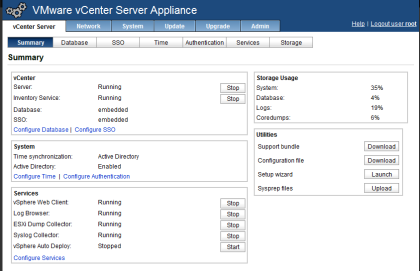 VMware vCenter Server Appliance
vCenter Server Network System Update Upgrade Admin Help | Logout user root
Summary Database SSO Time Authentication Services Storage
Summary
vCenter
Server: Running Stop
Inventory Service: Running Stop
Database: embedded
SSO: embedded
Configure Database | Configure SSO
System
Time synchronization: Active Directory
Active Directory: Enabled
Configure Time | Configure Authentication
Services
vSphere Web Client: Running Stop
Log Browser: Running Stop
ESXi Dump Collector: Running Stop
Syslog Collector: Running Stop
vSphere Auto Deploy: Stopped Start
Configure Services
Storage Usage
System: 35%
Database: 4%
Logs: 19%
Coredumps: 6%
Utilities
Support bundle Download
Configuration file Download
Setup wizard Launch
Sysprep files Upload